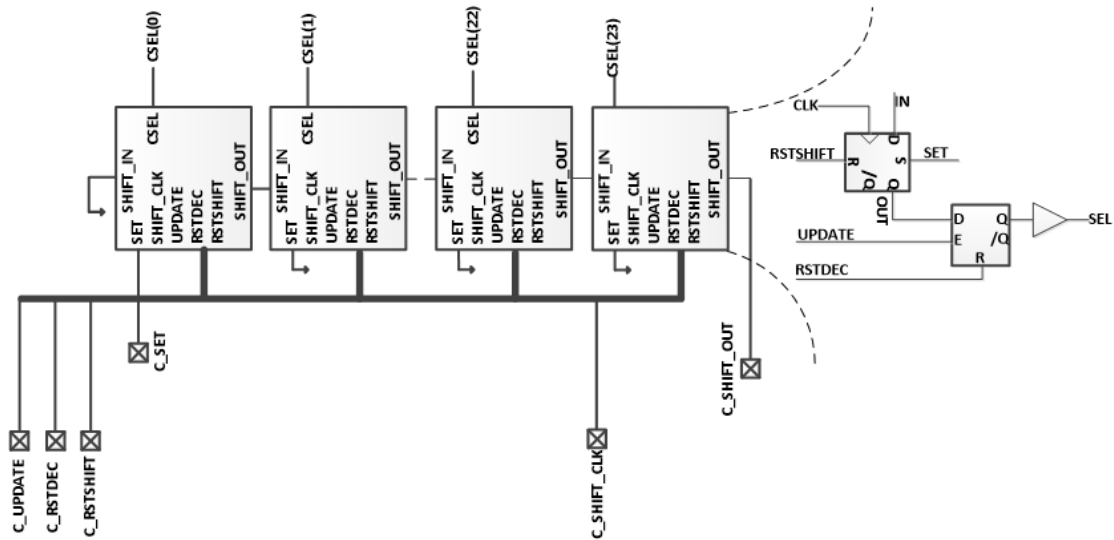 CSEL(0)
CSEL(1)
CSEL(22)
CSEL(23)
CSEL
SHIFT_IN
SET
SHIFT_CLK
UPDATE
RSTDEC
RSTSHIFT
SHIFT_OUT
CSEL
SHIFT_IN
SET
SHIFT_CLK
UPDATE
RSTDEC
RSTSHIFT
SHIFT_OUT
CSEL
SHIFT_IN
SET
SHIFT_CLK
UPDATE
RSTDEC
RSTSHIFT
SHIFT_OUT
SHIFT_IN
SET
SHIFT_CLK
UPDATE
RSTDEC
RSTSHIFT
SHIFT_OUT
C_SET
C_SHIFT_OUT
C_UPDATE
C_RSTDEC
C_RSTSHIFT
C_SHIFT_CLK
CLK
IN
D
RSTSHIFT
R
S
SET
/Q
Q
OUT
D
Q
SEL
UPDATE
E
/Q
R
RSTDEC